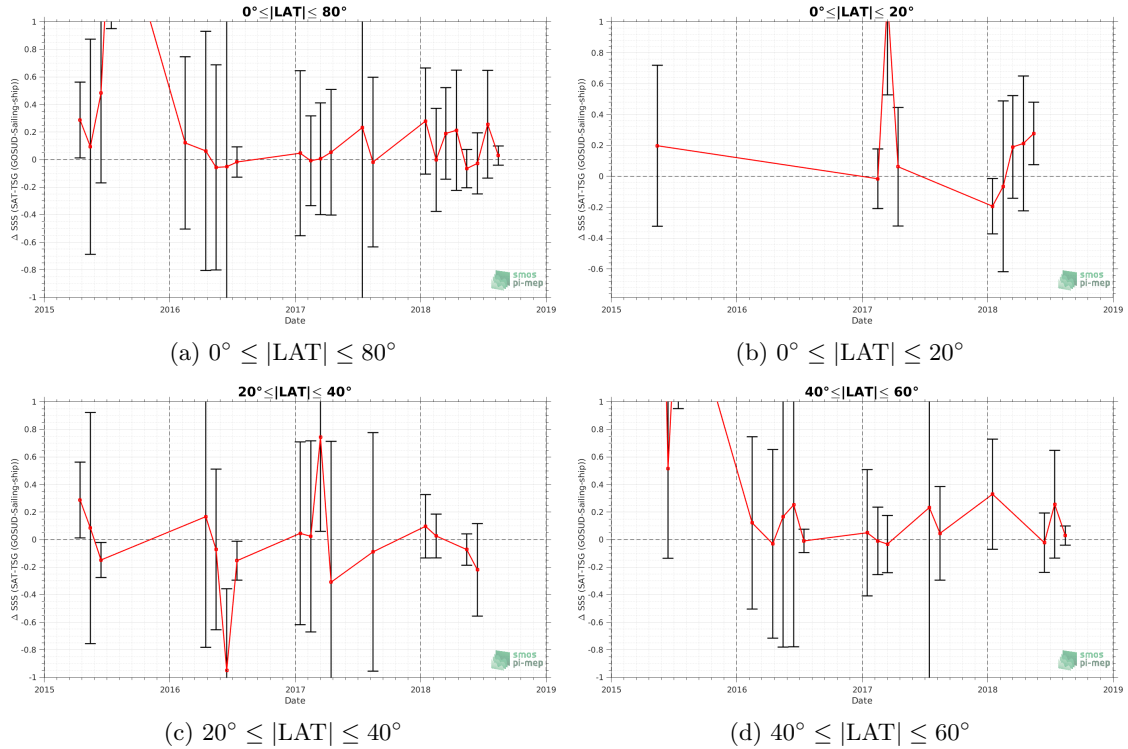 0°≤|LAT|≤ 80°
1
0.8
0.6
0.4
0.2
0
-0.2
-0.4
-0.6
-0.8
-1
Δ SSS (SAT-TSG (GOSUD-Sailing-ship))
2015
2016
2017
2018
2019
Date
smos
pi-mep
(a) 0° ≤ |LAT| ≤ 80°
0°≤|LAT|≤ 20°
1
0.8
0.6
0.4
0.2
0
-0.2
-0.4
-0.6
Δ SSS (SAT-TSG (GOSUD-Sailing-ship))
2015
2016
2017
2018
2019
Date
smos
pi-mep
(b) 0° ≤ |LAT| ≤ 20°
20°≤|LAT|≤ 40°
1
0.8
0.6
0.4
0.2
0
-0.2
-0.4
-0.6
-0.8
-1
Δ SSS (SAT-TSG (GOSUD-Sailing-ship))
2015
2016
2017
2018
2019
Date
smos
pi-mep
(c) 20° ≤ |LAT| ≤ 40°
40°≤|LAT|≤ 60°
1
0.8
0.6
0.4
0.2
0
-0.2
-0.4
-0.6
-0.8
-1
Δ SSS (SAT-TSG (GOSUD-Sailing-ship))
2015
2016
2017
2018
2019
Date
smos
pi-mep
(d) 40° ≤ |LAT| ≤ 60°